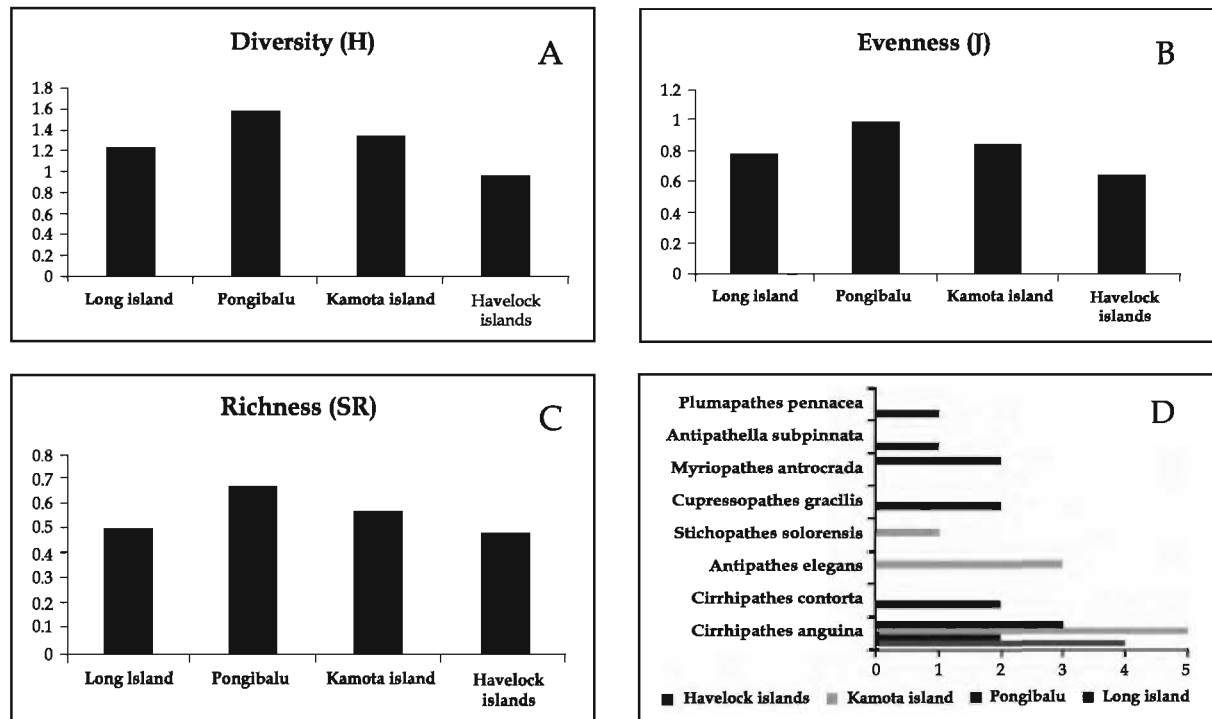 Diversity (H)
A
1.8
1.6
1.4
1.2
1
0.8
0.6
0.4
0.2
0
Long island Pongibalu Kamota island Havelock
islands
Evenness (J)
B
1.2
1
0.8
0.6
0.4
0.2
0
Long island Pongibalu Kamota island Havelock
islands
Richness (SR)
C
0.8
0.7
0.6
0.5
0.5
0.3
0.2
0.1
0
Long island Pongibalu Kamota island Havelock
islands
D
Plumapathes pennacea
Antipathella subpinnata
Myriopathes antrocrada
Cupressopathes gracilis
Stichopathes solorensis
Antipathes elegans
Cirrhipathes contorta
Cirrhipathes anguina
0 1 2 3 4 5
Havelock islands Kamota island Pongibalu Long island